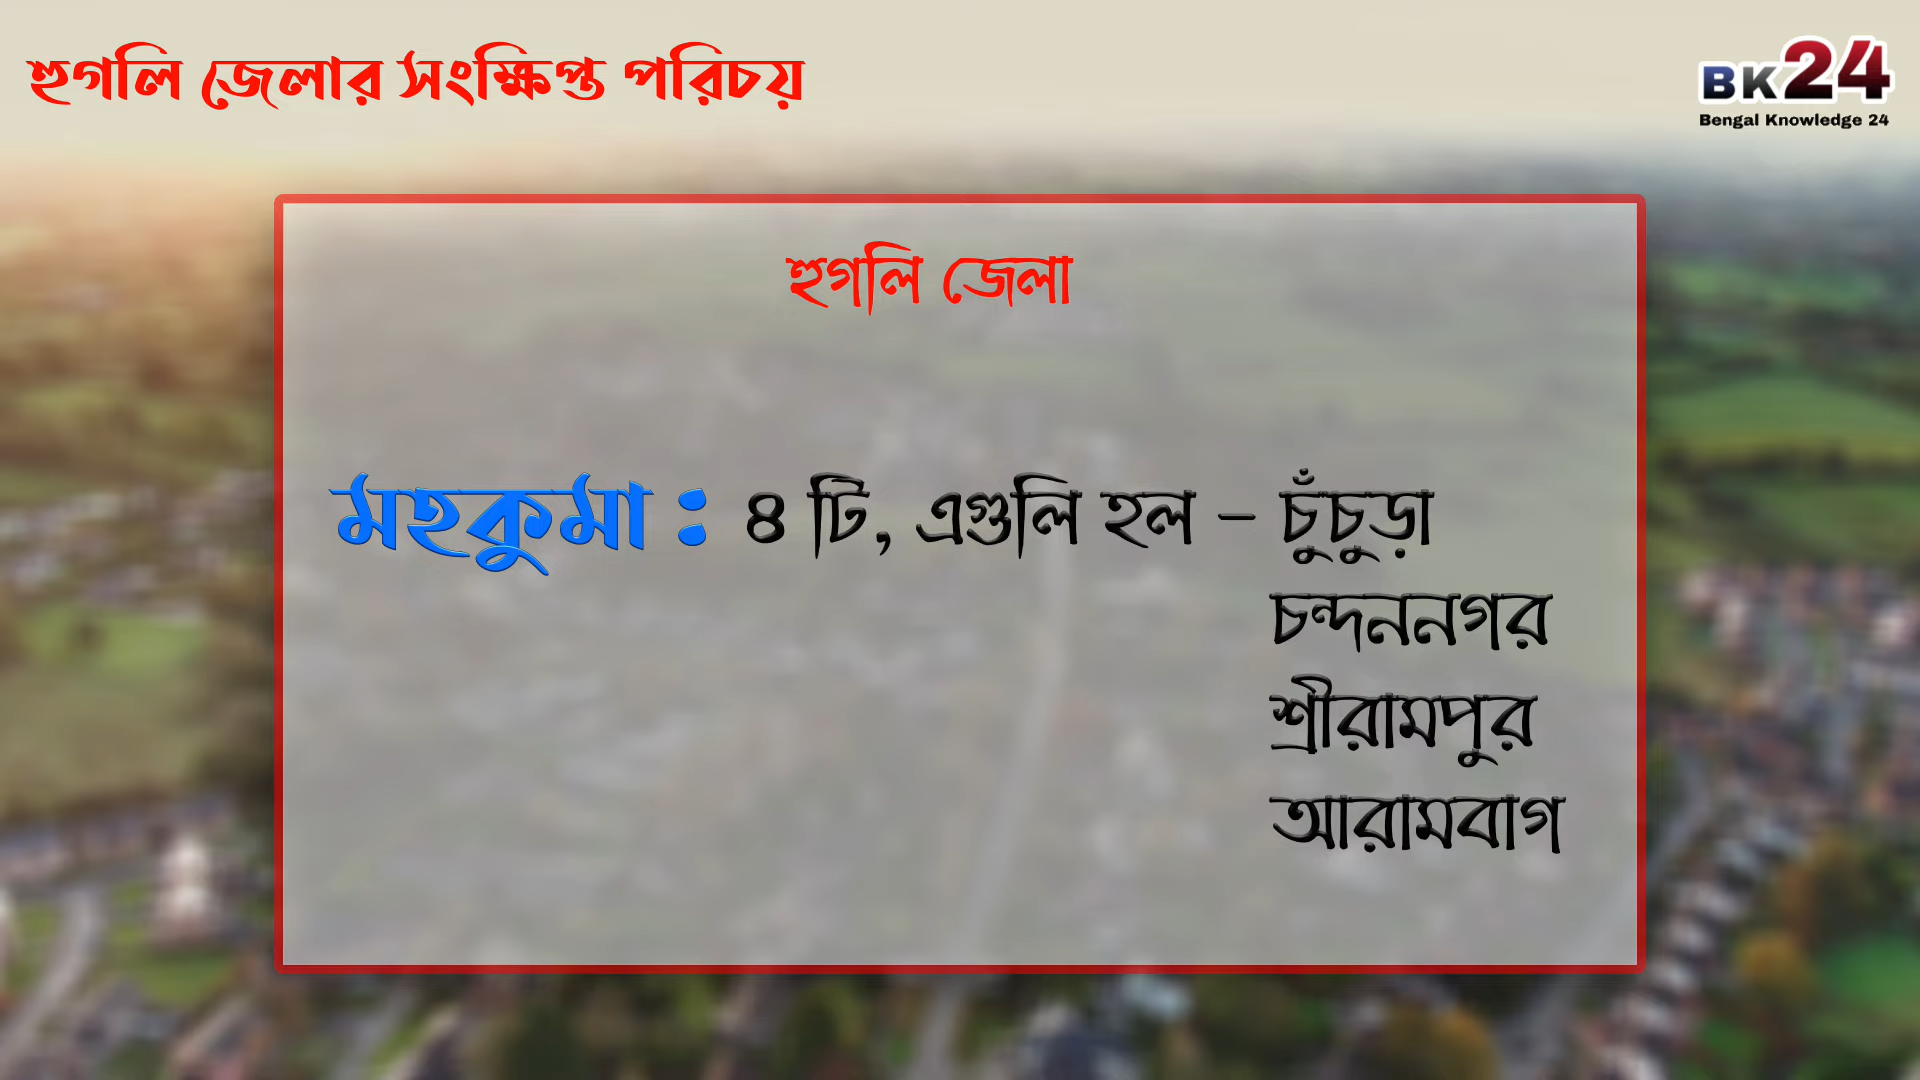 হুগলি জেলার সংক্ষিপ্ত পরিচয়
BK24
Bengal Knowledge 24
হুগলি জেলা
মহকুমা : ৪ টি, এগুলি হল – চুঁচুড়া
চন্দননগর
শ্রীরামপুর
আরামবাগ